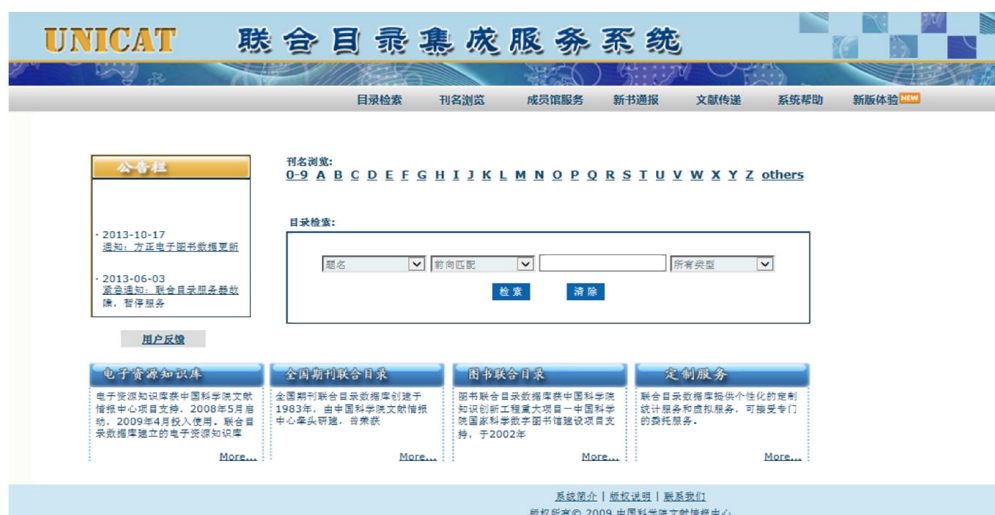 UNICAT 联合目录集成服务系统
目录检索 刊名浏览 成员馆服务 新书通报 文献传递 系统帮助 新版体验 NEW
公告栏
· 2013-10-17
通知：方正电子图书数据更新
· 2013-06-03
紧急通知：联合目录服务器故
障，暂停服务
用户反馈
刊名浏览:
0-9 A B C D E F G H I J K L M N O P Q R S T U V W X Y Z others
目录检索:
题名 前向匹配 所有类型
检索 清除
电子资源知识库
电子资源知识库获中国科学院文献
情报中心项目支持，2008年5月启
动，2009年4月投入使用。联合目
录数据库建立的电子资源知识库
More...
全国期刊联合目录
全国期刊联合目录数据库创建于
1983年，由中国科学院文献情报
中心牵头研建，曾荣获
More...
图书联合目录
图书联合目录数据库获中国科学院
知识创新工程重大项目－中国科学
院国家科学数字图书馆建设项目支
持，于2002年
More...
定制服务
联合目录数据库提供个性化的定制
统计服务和虚拟服务，可接受专门
的委托服务。
More...
系统简介 | 版权说明 | 联系我们
版权所有© 2009 中国科学院文献情报中心